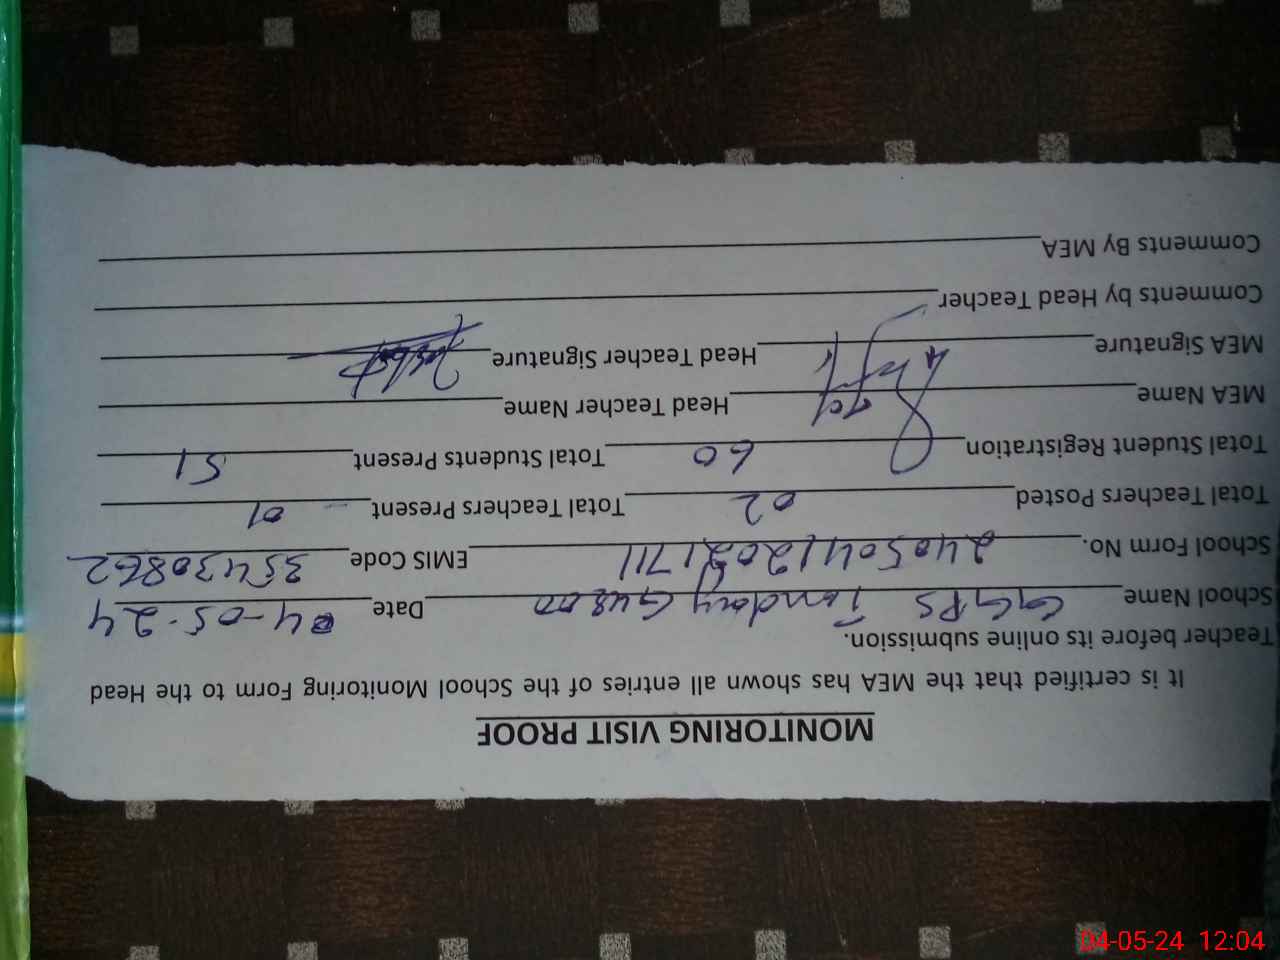 MONITORING VISIT PROOF
It is certified that the MEA has shown all entries of the School Monitoring Form to the Head
Teacher before its online submission.
School Name GGPS Date 04-05-24
School Form No. EMIS Code 35430862
Total Teachers Posted 02 Total Teachers Present 01
Total Student Registration 60 Total Students Present 51
MEA Name Head Teacher Name
MEA Signature Head Teacher Signature
Comments by Head Teacher
Comments By MEA
04-05-24 12:04